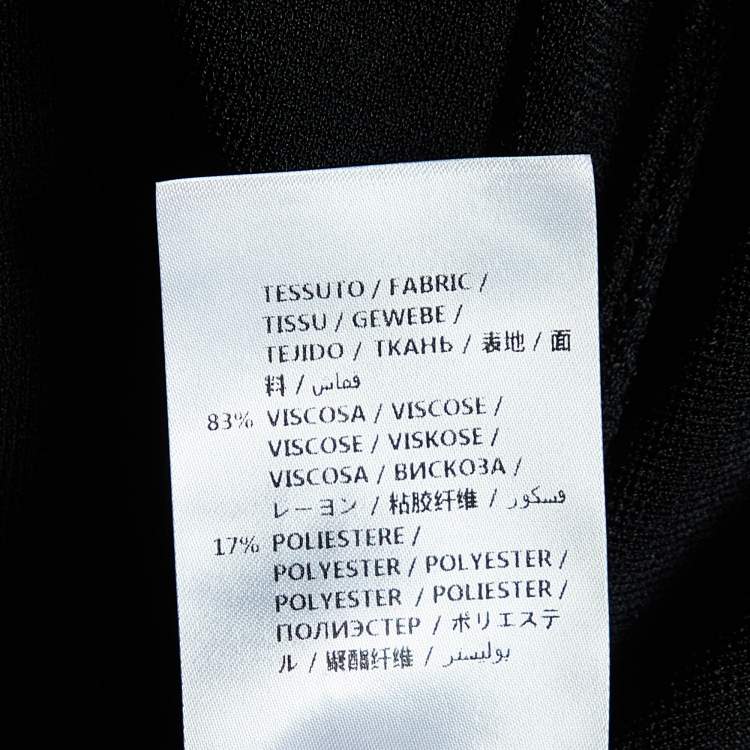 TESSUTO / FABRIC /
TISSU / GEWEBE /
TEJIDO / ТКАНЬ / 表地 / 面
料 / قماش
83% VISCOSA / VISCOSE /
VISCOSE / VISKOSE /
VISCOSA / ВИСКОЗА /
レーヨン / 粘胶纤维 / فسكوز
17% POLIESTERE /
POLYESTER / POLYESTER /
POLYESTER / POLIESTER /
ПОЛИЭСТЕР / ポリエステ
ル / 聚酯纤维 / بوليستر